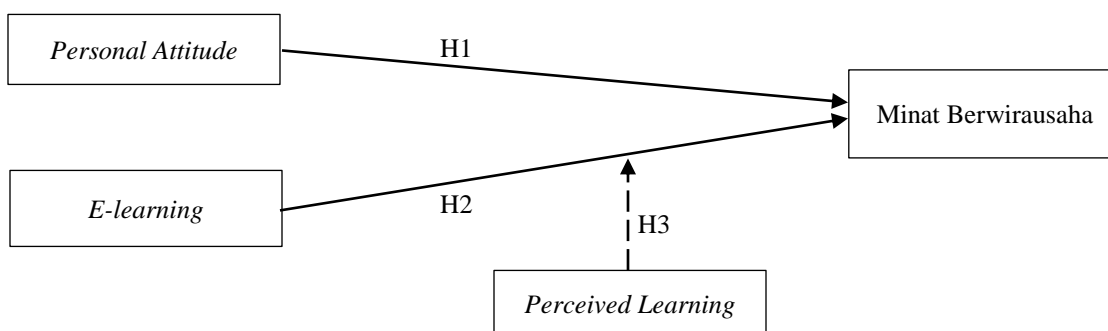 Personal Attitude
H1
Minat Berwirausaha
E-learning
H2
H3
Perceived Learning